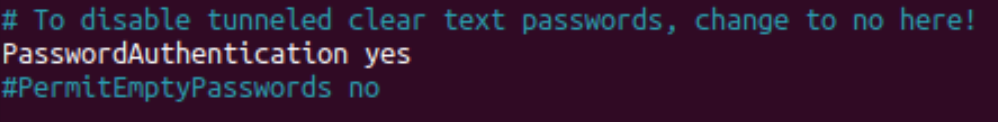 # To disable tunneled clear text passwords, change to no here!
PasswordAuthentication yes
#PermitEmptyPasswords no